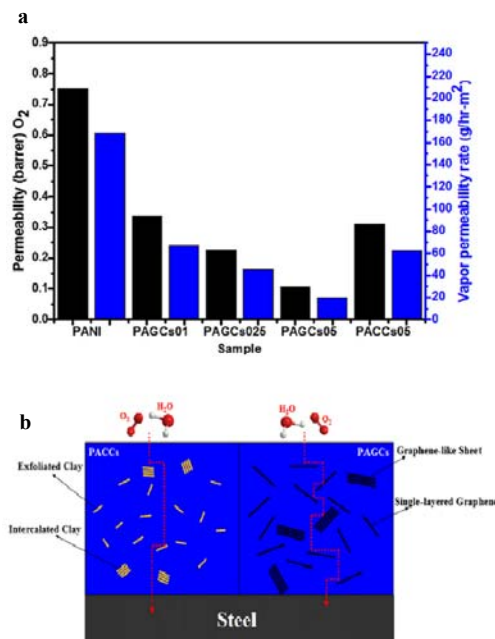 a
Permeability (barrer) O2
0.9
0.8
0.7
0.6
0.5
0.4
0.3
0.2
0.1
0.0
240
220
200
180
160
140
120
100
80
60
40
20
0
Vapor permeability rate (g/hr-m2)
PANI PAGCs01 PAGCs025 PAGCs05 PACCs05
Sample
b
O2 H2O H2O O2
PACCs PAGCs
Exfoliated Clay
Intercalated Clay
Graphene-like Sheet
Single-layered Graphene
Steel